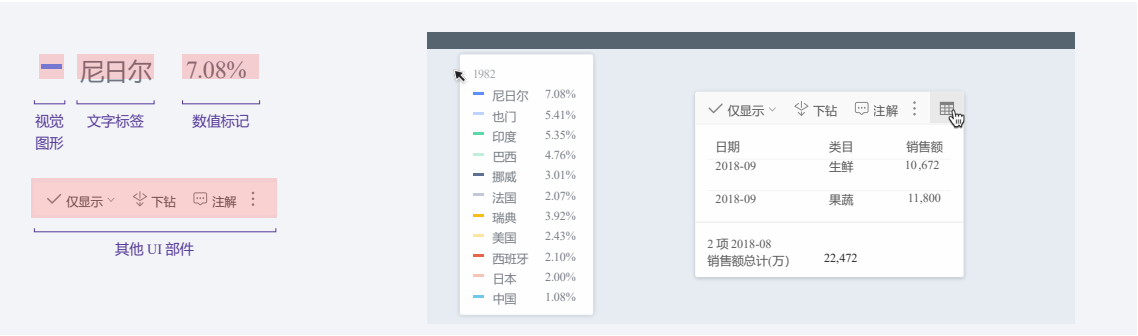 尼日尔 7.08%
视觉图形 文字标签 数值标记
仅显示 下钻 注解
其他 UI 部件
1982
尼日尔 7.08%
也门 5.41%
印度 5.35%
巴西 4.76%
挪威 3.01%
法国 2.07%
瑞典 3.92%
美国 2.43%
西班牙 2.10%
日本 2.00%
中国 1.08%
仅显示 下钻 注解
日期 类目 销售额
2018-09 生鲜 10,672
2018-09 果蔬 11,800
2 项 2018-08
销售额总计(万) 22,472